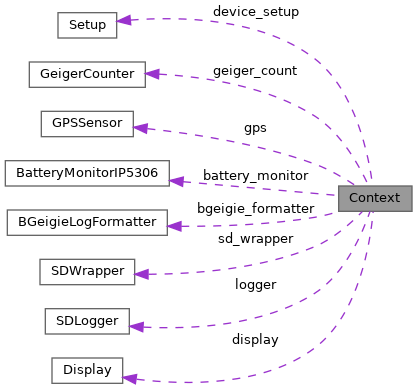 device_setup
Setup
geiger_count
GeigerCounter
gps
GPSSensor
battery_monitor
BatteryMonitorIP5306
Context
bgeigie_formatter
BGeigieLogFormatter
sd_wrapper
SDWrapper
logger
SDLogger
display
Display